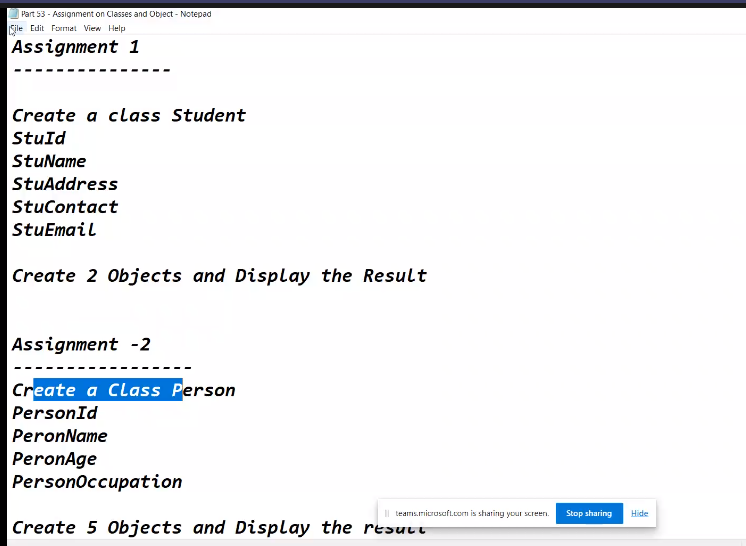 Part 53 - Assignment on Classes and Object - Notepad
File Edit Format View Help
Assignment 1
---------------
Create a class Student
StuId
StuName
StuAddress
StuContact
StuEmail
Create 2 Objects and Display the Result
Assignment -2
-----------------
Create a Class Person
PersonId
PeronName
PeronAge
PersonOccupation
teams.microsoft.com is sharing your screen. Stop sharing Hide
Create 5 Objects and Display the result